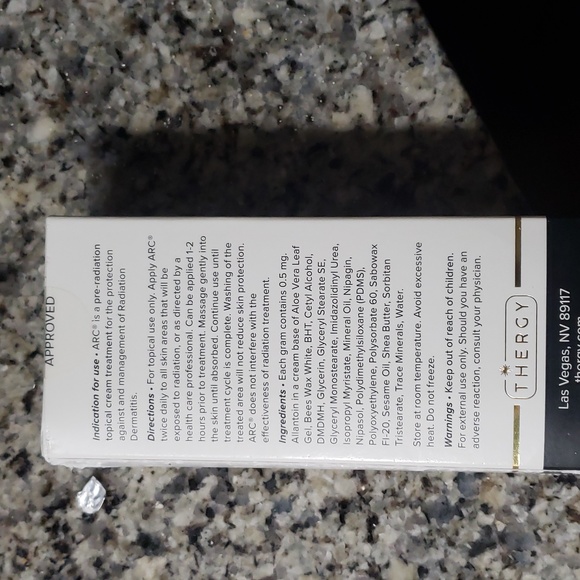 APPROVED
Indication for use • ARC® is a pre-radiation
topical cream treatment for the protection
against and management of Radiation
Dermatitis.
Directions • For topical use only. Apply ARC®
twice daily to all skin areas that will be
exposed to radiation, or as directed by a
health care professional. Can be applied 1-2
hours prior to treatment. Massage gently into
the skin until absorbed. Continue use until
treatment cycle is complete. Washing of the
treated area will not reduce skin protection.
ARC® does not interfere with the
effectiveness of radiation treatment.
Ingredients • Each gram contains 0.5 mg.
Allantoin in a cream base of Aloe Vera Leaf
Gel, Bees Wax White, BHT, Cetyl Alcohol,
DMDMH, Glycerin, Glyceryl Stearate SE,
Glyceryl Monostearate, Imidazolidinyl Urea,
Isopropyl Myristate, Mineral Oil, Nipagin,
Nipasol, Polydimethylsiloxane (PDMS),
Polyoxyethylene, Polysorbate 60, Sabowax
FI-20, Sesame Oil, Shea Butter, Sorbitan
Tristearate, Trace Minerals, Water.
Store at room temperature. Avoid excessive
heat. Do not freeze.
Warnings • Keep out of reach of children.
For external use only. Should you have an
adverse reaction, consult your physician.
THERGY
Las Vegas, NV 89117
thergy.com